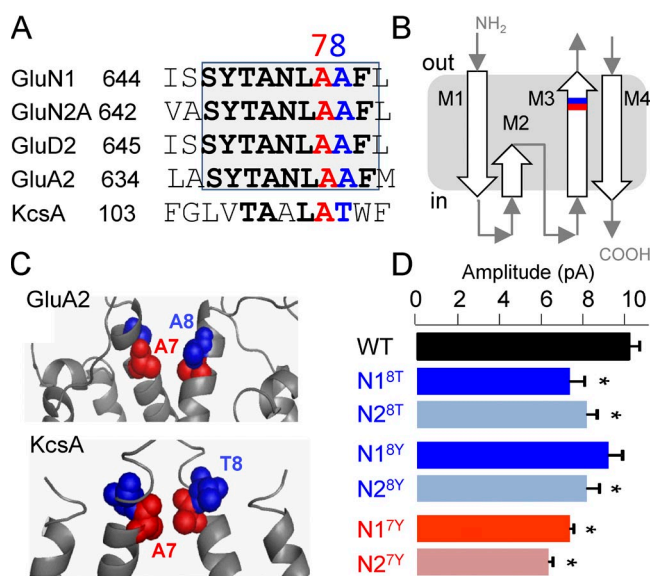 A
78
GluN1 644 ISSYTANLAAFL
GluN2A 642 VASYTANLAAFL
GluD2 645 ISSYTANLAAFL
GluA2 634 LASYTANLAAFM
KcsA 103 FGLVTAALATWF
B
NH2
out
M1
M2
M3
M4
in
COOH
C
GluA2
A8
A7
KcsA
T8
A7
D
Amplitude (pA)
0 2 4 6 8 10
WT
N1^8T *
N2^8T *
N1^8Y
N2^8Y *
N1^7Y *
N2^7Y *